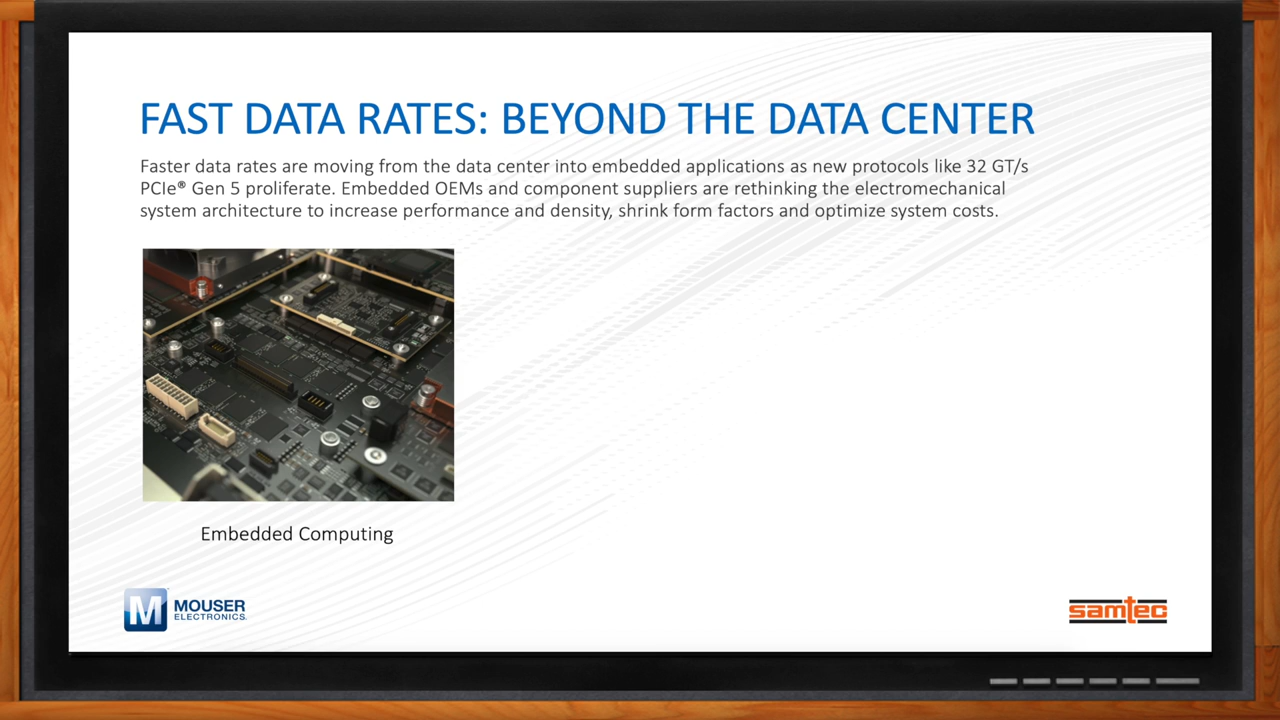 FAST DATA RATES: BEYOND THE DATA CENTER
Faster data rates are moving from the data center into embedded applications as new protocols like 32 GT/s
PCIe® Gen 5 proliferate. Embedded OEMs and component suppliers are rethinking the electromechanical
system architecture to increase performance and density, shrink form factors and optimize system costs.
Embedded Computing
M MOUSER
ELECTRONICS
samtec